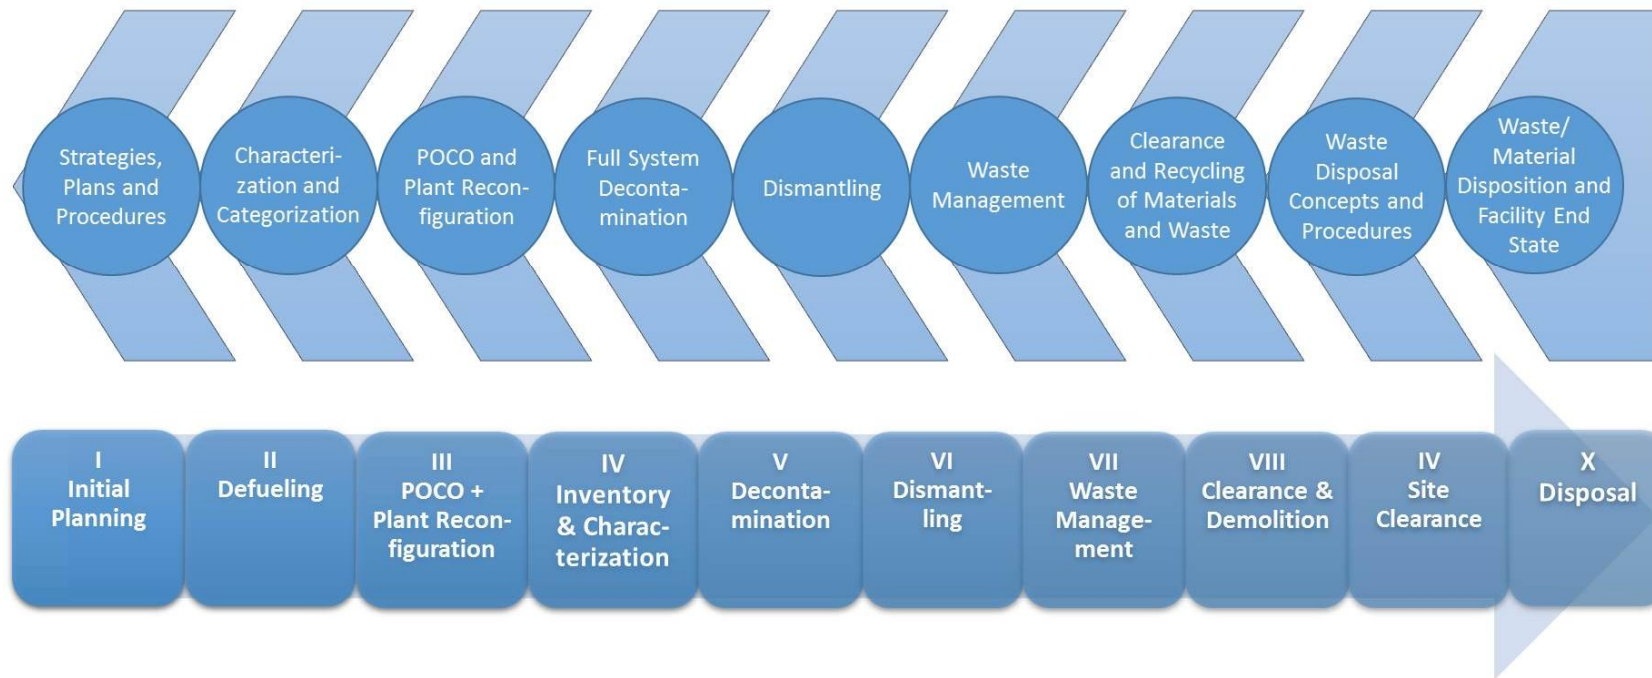 Strategies,
Plans and
Procedures
Characteri-
zation and
Categorization
POCO and
Plant Recon-
figuration
Full System
Deconta-
mination
Dismantling
Waste
Management
Clearance
and Recycling
of Materials
and Waste
Waste
Disposal
Concepts and
Procedures
Waste/
Material
Disposition and
Facility End
State
I
Initial
Planning
II
Defueling
III
POCO +
Plant Recon-
figuration
IV
Inventory
& Charac-
terization
V
Deconta-
mination
VI
Dismant-
ling
VII
Waste
Manage-
ment
VIII
Clearance &
Demolition
IV
Site
Clearance
X
Disposal